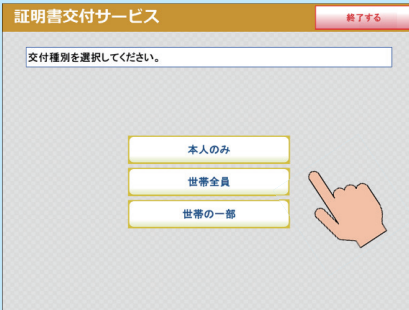 証明書交付サービス
終了する
交付種別を選択してください。
本人のみ
世帯全員
世帯の一部